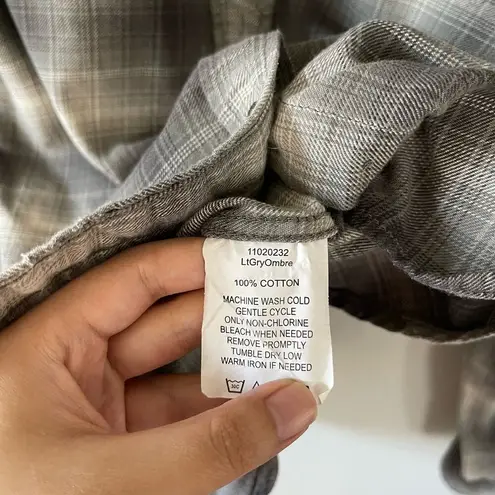 11020232
LtGryOmbre
100% COTTON
MACHINE WASH COLD
GENTLE CYCLE
ONLY NON-CHLORINE
BLEACH WHEN NEEDED
REMOVE PROMPTLY
TUMBLE DRY LOW
WARM IRON IF NEEDED